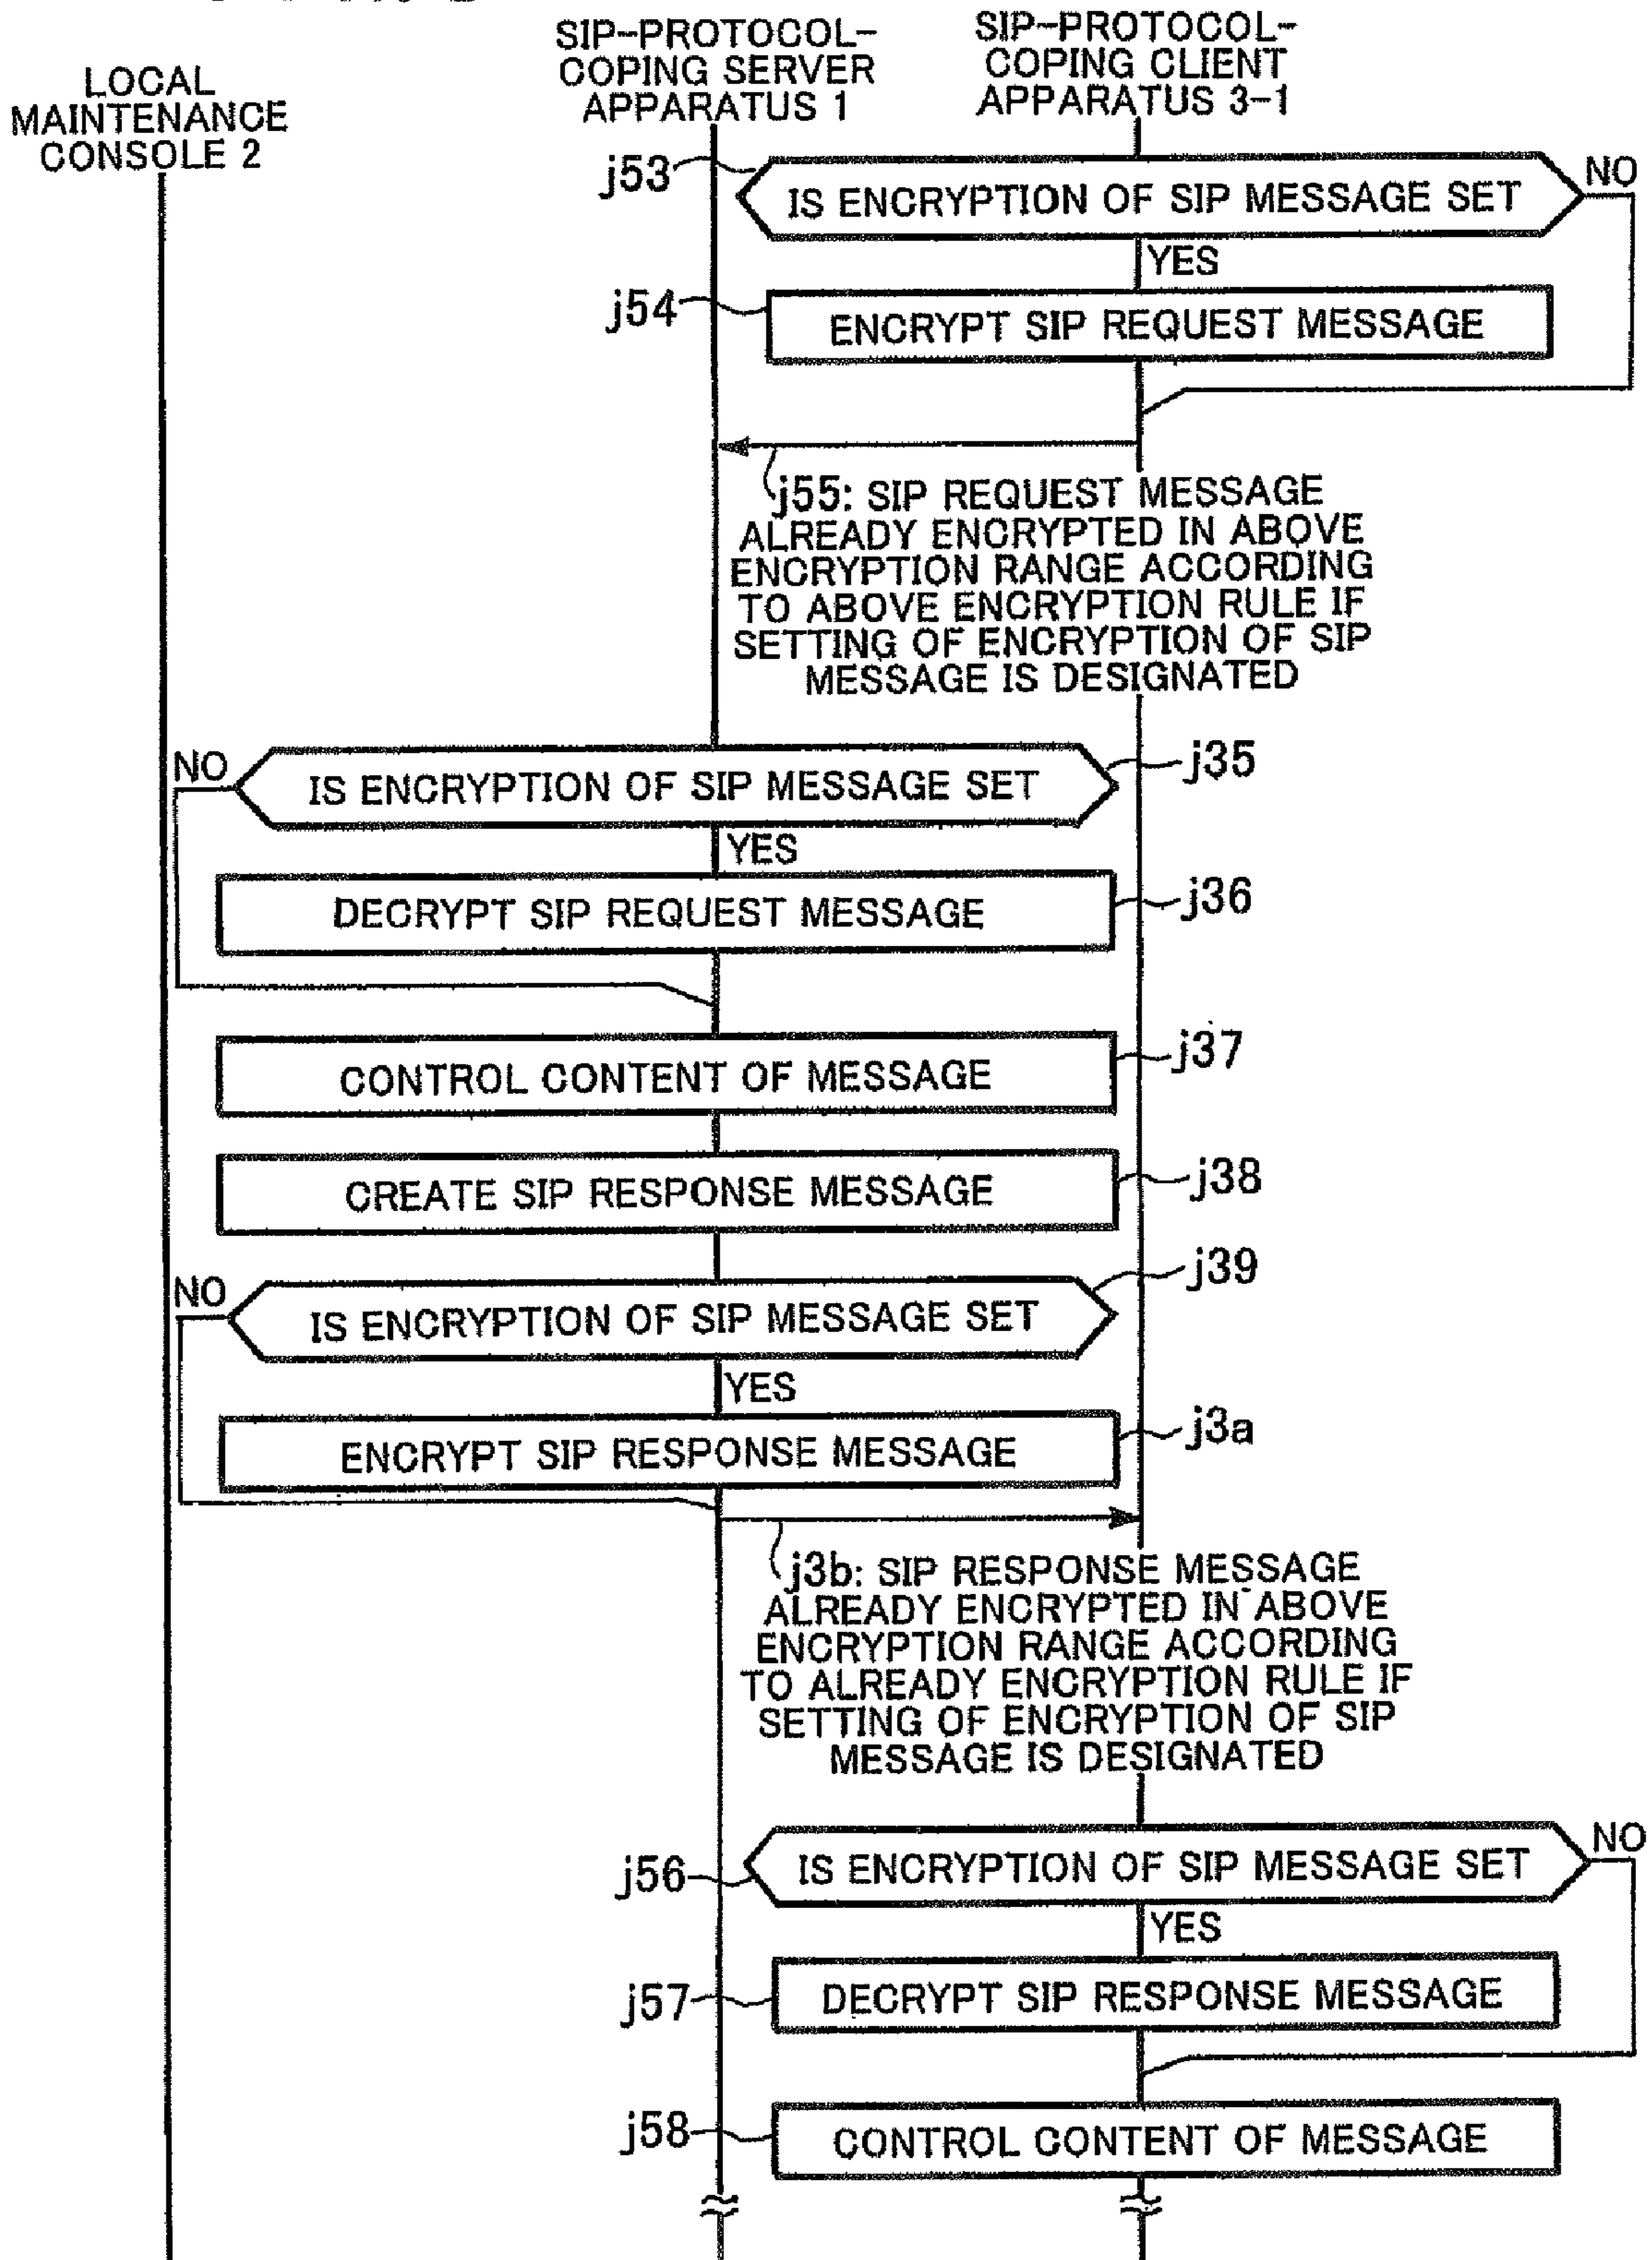 LOCAL
MAINTENANCE
CONSOLE 2
SIP-PROTOCOL-
COPING SERVER
APPARATUS 1
SIP-PROTOCOL-
COPING CLIENT
APPARATUS 3-1
j53
IS ENCRYPTION OF SIP MESSAGE SET
NO
YES
j54
ENCRYPT SIP REQUEST MESSAGE
j55: SIP REQUEST MESSAGE
ALREADY ENCRYPTED IN ABOVE
ENCRYPTION RANGE ACCORDING
TO ABOVE ENCRYPTION RULE IF
SETTING OF ENCRYPTION OF SIP
MESSAGE IS DESIGNATED
NO
IS ENCRYPTION OF SIP MESSAGE SET
j35
YES
DECRYPT SIP REQUEST MESSAGE
j36
CONTROL CONTENT OF MESSAGE
j37
CREATE SIP RESPONSE MESSAGE
j38
NO
IS ENCRYPTION OF SIP MESSAGE SET
j39
YES
ENCRYPT SIP RESPONSE MESSAGE
j3a
j3b: SIP RESPONSE MESSAGE
ALREADY ENCRYPTED IN ABOVE
ENCRYPTION RANGE ACCORDING
TO ALREADY ENCRYPTION RULE IF
SETTING OF ENCRYPTION OF SIP
MESSAGE IS DESIGNATED
j56
IS ENCRYPTION OF SIP MESSAGE SET
NO
YES
j57
DECRYPT SIP RESPONSE MESSAGE
j58
CONTROL CONTENT OF MESSAGE